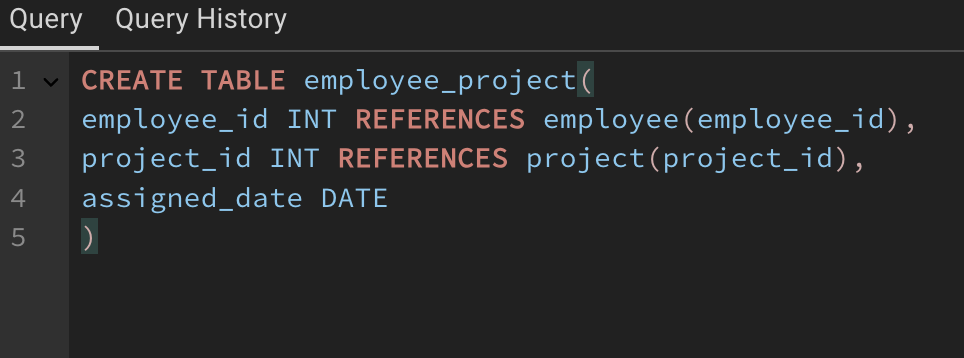 Query Query History
1 CREATE TABLE employee_project(
2 employee_id INT REFERENCES employee(employee_id),
3 project_id INT REFERENCES project(project_id),
4 assigned_date DATE
5 )